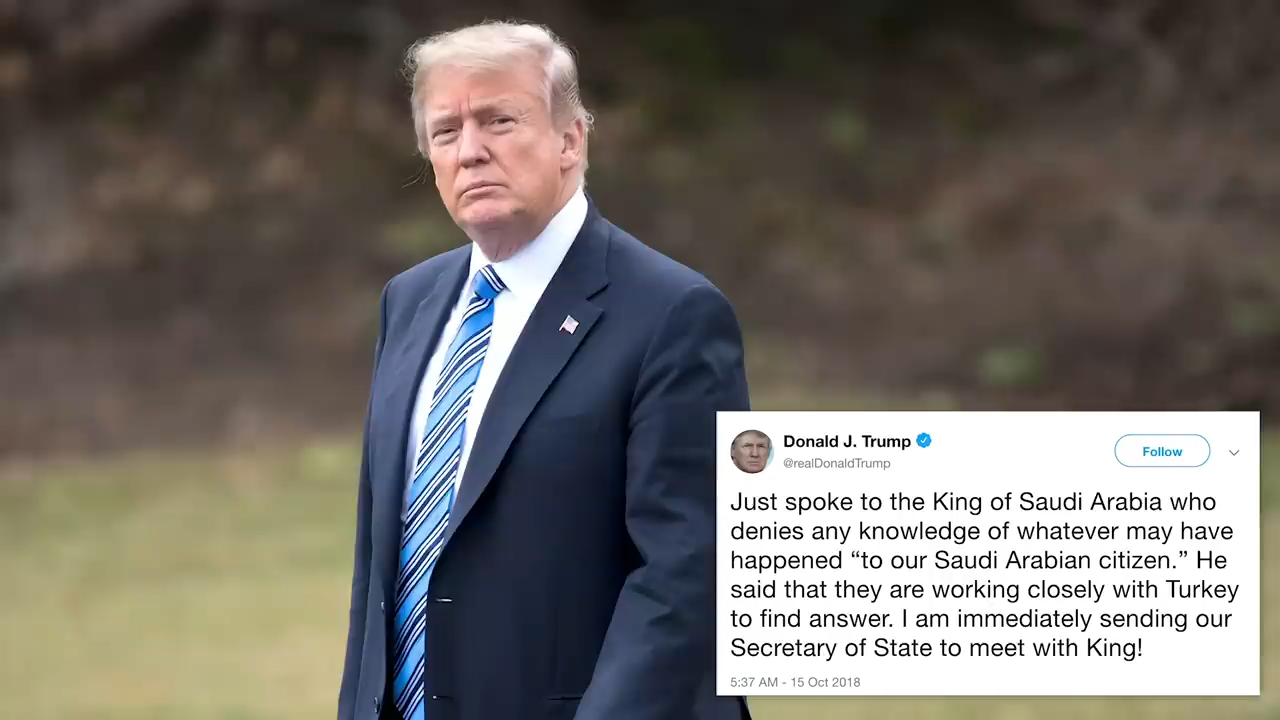 Donald J. Trump
@realDonaldTrump
Follow
Just spoke to the King of Saudi Arabia who
denies any knowledge of whatever may have
happened “to our Saudi Arabian citizen.” He
said that they are working closely with Turkey
to find answer. I am immediately sending our
Secretary of State to meet with King!
5:37 AM - 15 Oct 2018